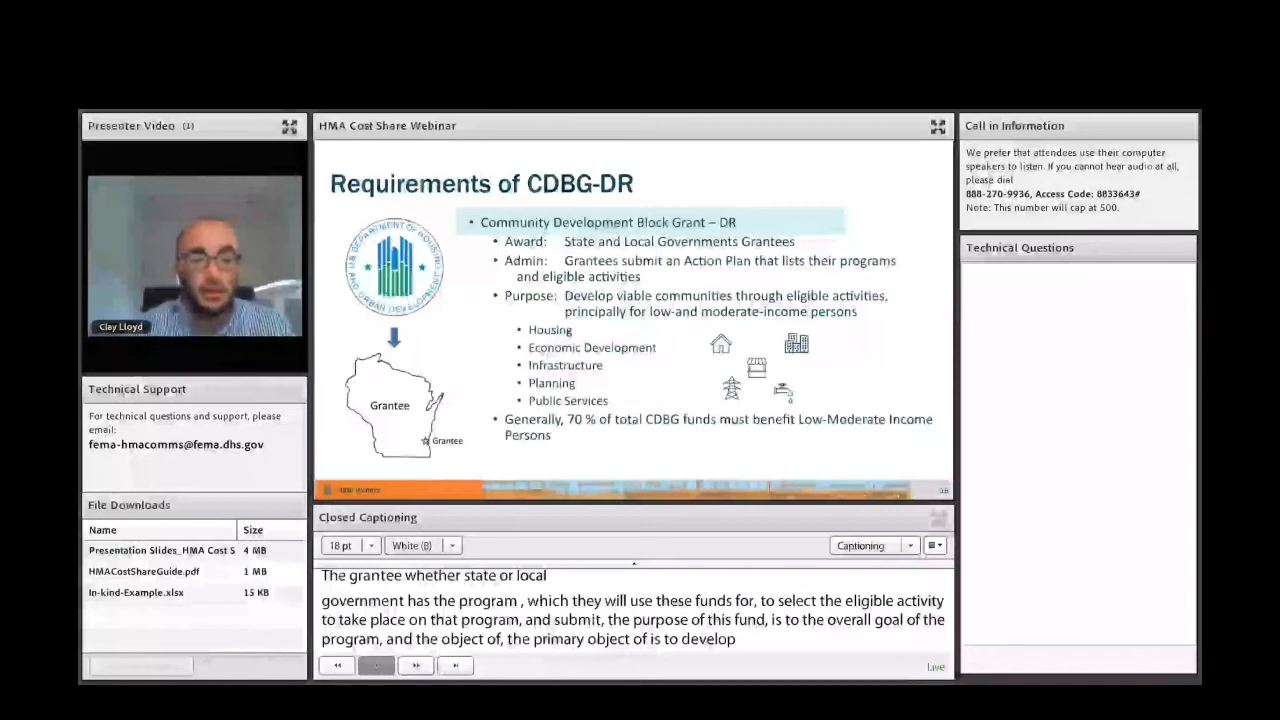 Presenter Video (1)
Clay Lloyd
Technical Support
For technical questions and support, please
email:
fema-hmacomms@fema.dhs.gov
File Downloads
Name Size
Presentation Slides_HMA Cost S 4 MB
HMACostShareGuide.pdf 1 MB
In-kind-Example.xlsx 15 KB
HMA Cost Share Webinar
Requirements of CDBG-DR
U.S. DEPARTMENT OF HOUSING
AND URBAN DEVELOPMENT
Grantee
Grantee
• Community Development Block Grant – DR
• Award: State and Local Governments Grantees
• Admin: Grantees submit an Action Plan that lists their programs
and eligible activities
• Purpose: Develop viable communities through eligible activities,
principally for low-and moderate-income persons
• Housing
• Economic Development
• Infrastructure
• Planning
• Public Services
• Generally, 70 % of total CDBG funds must benefit Low-Moderate Income
Persons
Closed Captioning
18 pt White (B) Captioning
The grantee whether state or local
government has the program , which they will use these funds for, to select the eligible activity
to take place on that program, and submit, the purpose of this fund, is to the overall goal of the
program, and the object of, the primary object of is to develop
Live
Call in Information
We prefer that attendees use their computer
speakers to listen. If you cannot hear audio at all,
please dial
888-270-9936, Access Code: 8833643#
Note: This number will cap at 500.
Technical Questions